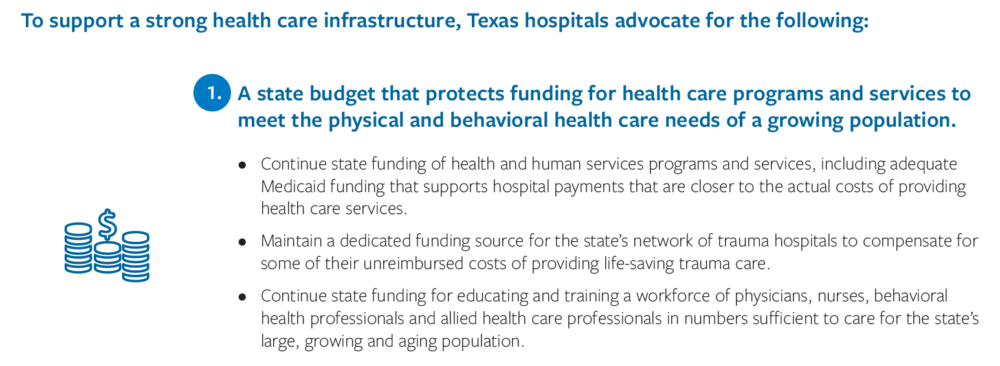 To support a strong health care infrastructure, Texas hospitals advocate for the following:
1. A state budget that protects funding for health care programs and services to
meet the physical and behavioral health care needs of a growing population.
• Continue state funding of health and human services programs and services, including adequate
Medicaid funding that supports hospital payments that are closer to the actual costs of providing
health care services.
$
• Maintain a dedicated funding source for the state’s network of trauma hospitals to compensate for
some of their unreimbursed costs of providing life-saving trauma care.
• Continue state funding for educating and training a workforce of physicians, nurses, behavioral
health professionals and allied health care professionals in numbers sufficient to care for the state’s
large, growing and aging population.